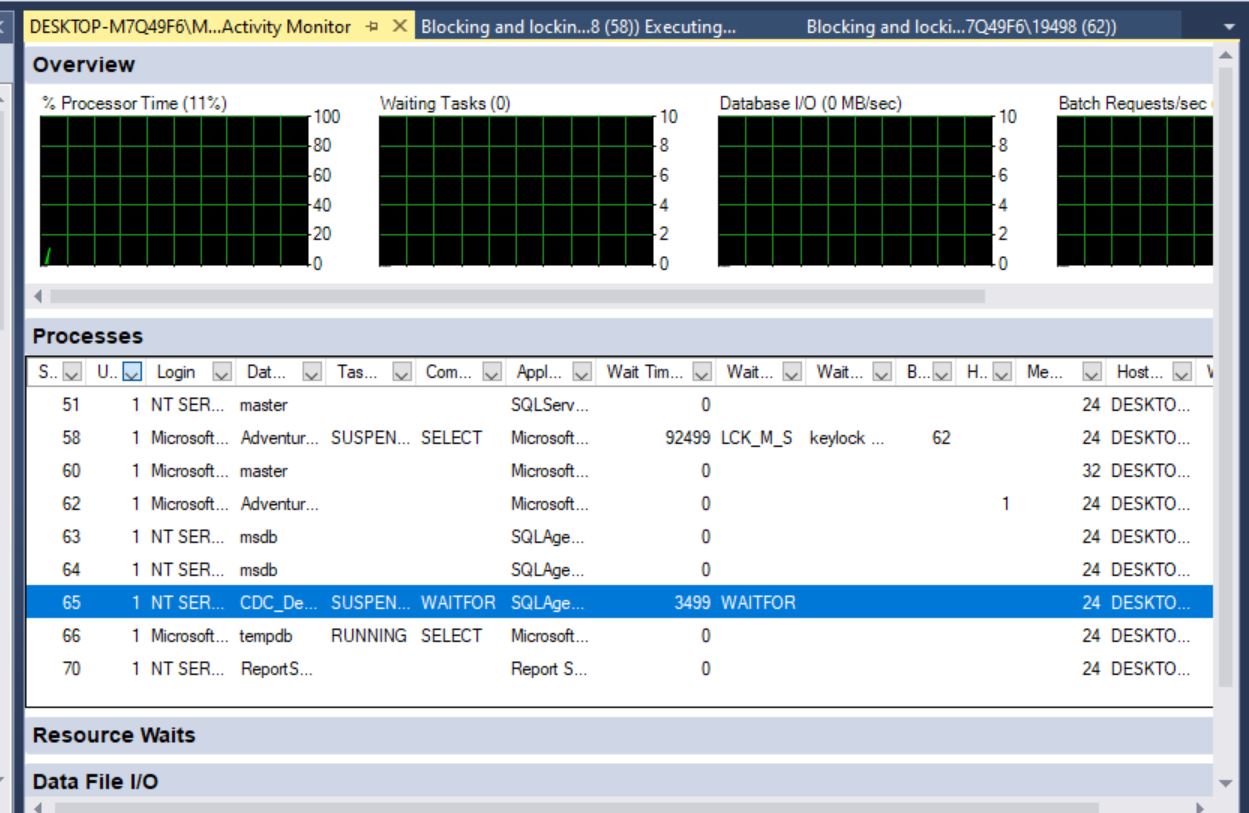 DESKTOP-M7Q49F6\M...Activity Monitor Blocking and lockin...8 (58)) Executing... Blocking and locki...7Q49F6\19498 (62))
Overview
% Processor Time (11%) Waiting Tasks (0) Database I/O (0 MB/sec) Batch Requests/sec
100 10 10
80 8 8
60 6 6
40 4 4
20 2 2
0 0 0
Processes
S.. U.. Login Dat... Tas... Com... Appl... Wait Tim... Wait... Wait... B... H.. Me... Host...
51 1 NT SER... master SQLServ... 0 24 DESKTO...
58 1 Microsoft... Adventur... SUSPEN... SELECT Microsoft... 92499 LCK_M_S keylock ... 62 24 DESKTO...
60 1 Microsoft... master Microsoft... 0 32 DESKTO...
62 1 Microsoft... Adventur... Microsoft... 0 1 24 DESKTO...
63 1 NT SER... msdb SQLAge... 0 24 DESKTO...
64 1 NT SER... msdb SQLAge... 0 24 DESKTO...
65 1 NT SER... CDC_De... SUSPEN... WAITFOR SQLAge... 3499 WAITFOR 24 DESKTO...
66 1 Microsoft... tempdb RUNNING SELECT Microsoft... 0 24 DESKTO...
70 1 NT SER... ReportS... Report S... 0 24 DESKTO...
Resource Waits
Data File I/O